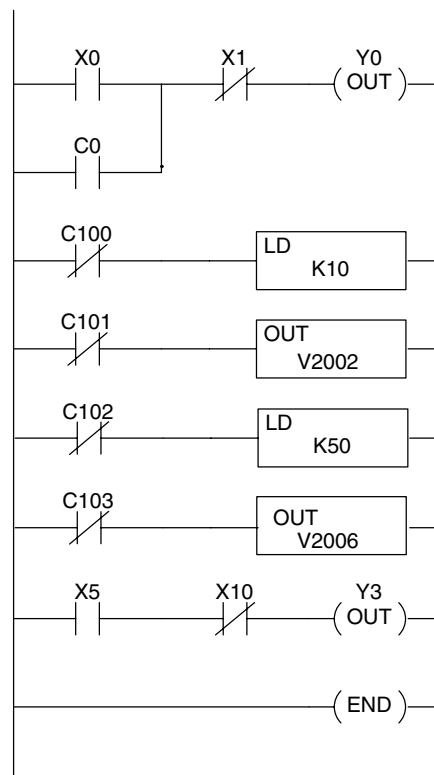 X0 X1 Y0
OUT
C0
C100
LD
K10
C101
OUT
V2002
C102
LD
K50
C103
OUT
V2006
X5 X10 Y3
OUT
END